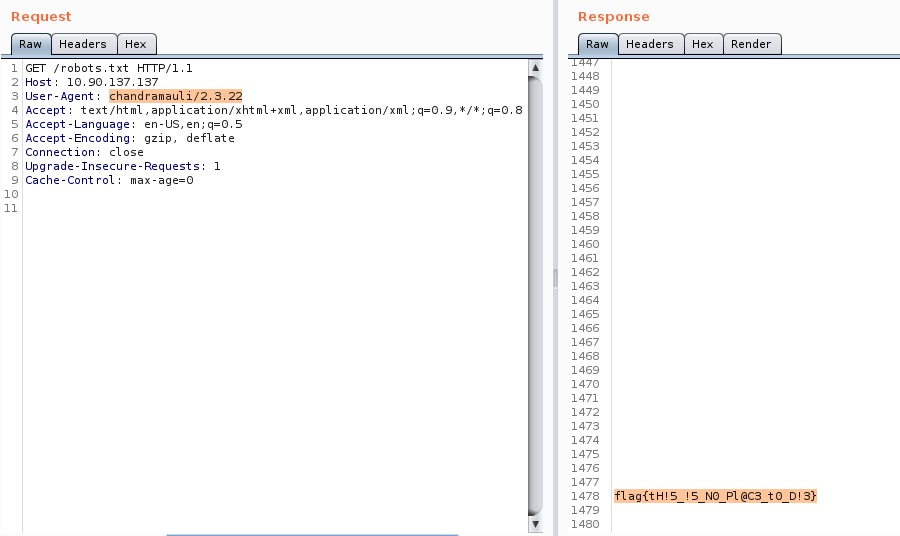 Request
Raw Headers Hex
1 GET /robots.txt HTTP/1.1
2 Host: 10.90.137.137
3 User-Agent: chandramauli/2.3.22
4 Accept: text/html,application/xhtml+xml,application/xml;q=0.9,*/*;q=0.8
5 Accept-Language: en-US,en;q=0.5
6 Accept-Encoding: gzip, deflate
7 Connection: close
8 Upgrade-Insecure-Requests: 1
9 Cache-Control: max-age=0
10
11
Response
Raw Headers Hex Render
1447
1448
1449
1450
1451
1452
1453
1454
1455
1456
1457
1458
1459
1460
1461
1462
1463
1464
1465
1466
1467
1468
1469
1470
1471
1472
1473
1474
1475
1476
1477
1478 flag{tH!5_!5_N0_Pl@C3_t0_D!3}
1479
1480